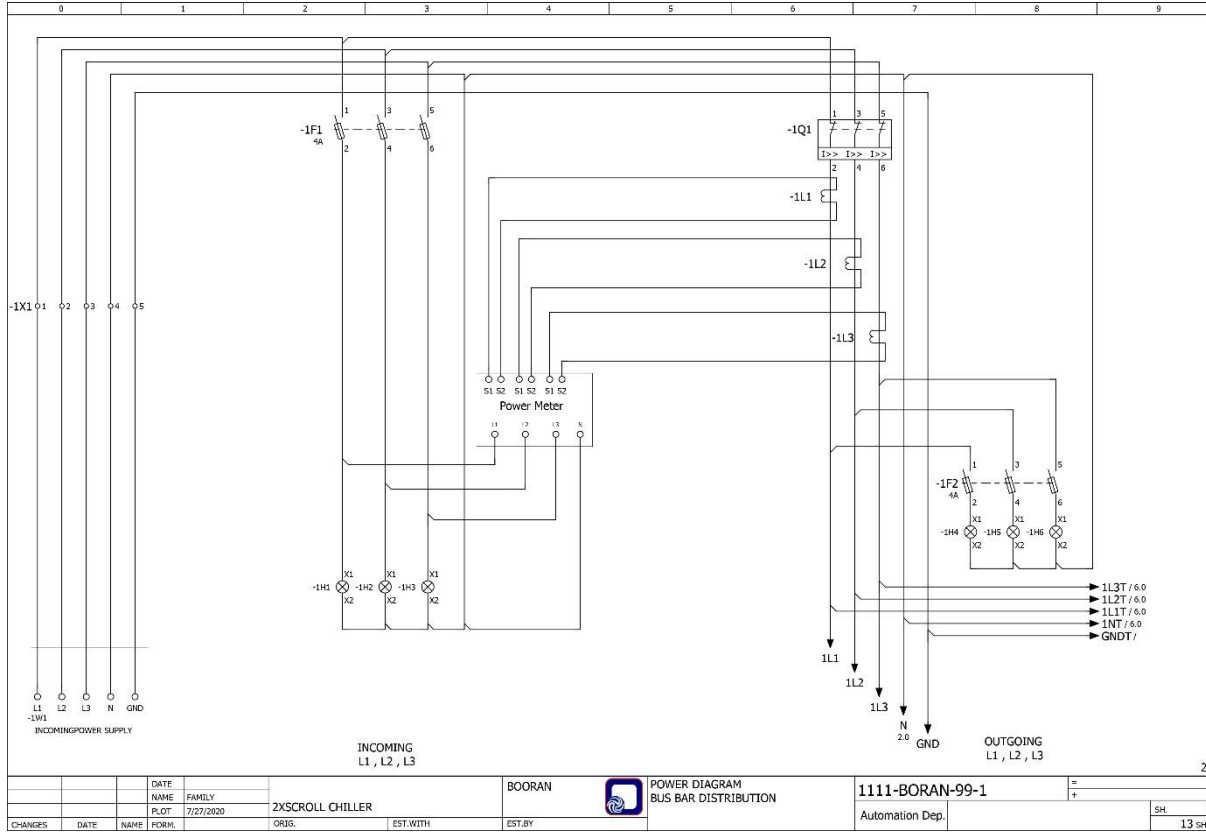 0 1 2 3 4 5 6 7 8 9
1 3 5
-1F1
4A
2 4 6
1 3 5
-1Q1
I>> I>> I>>
2 4 6
-1L1
-1L2
-1L3
-1X1 1 2 3 4 5
S1 S2 S1 S2 S1 S2
Power Meter
L1 L2 L3 N
1 3 5
-1F2
4A
2 4 6
X1 X1 X1
-1H4 -1H5 -1H6
X2 X2 X2
X1 X1 X1
-1H1 -1H2 -1H3
X2 X2 X2
1L3T / 6.0
1L2T / 6.0
1L1T / 6.0
1NT / 6.0
GNDT /
1L1
1L2
1L3
N
2.0
GND
L1 L2 L3 N GND
-1W1
INCOMINGPOWER SUPPLY
INCOMING
L1 , L2 , L3
OUTGOING
L1 , L2 , L3
2
DATE
NAME FAMILY
PLOT 7/27/2020
CHANGES DATE NAME FORM.
2XSCROLL CHILLER
ORIG. EST.WITH EST.BY
BOORAN
POWER DIAGRAM
BUS BAR DISTRIBUTION
1111-BORAN-99-1
Automation Dep.
=
+
SH.
13 SH